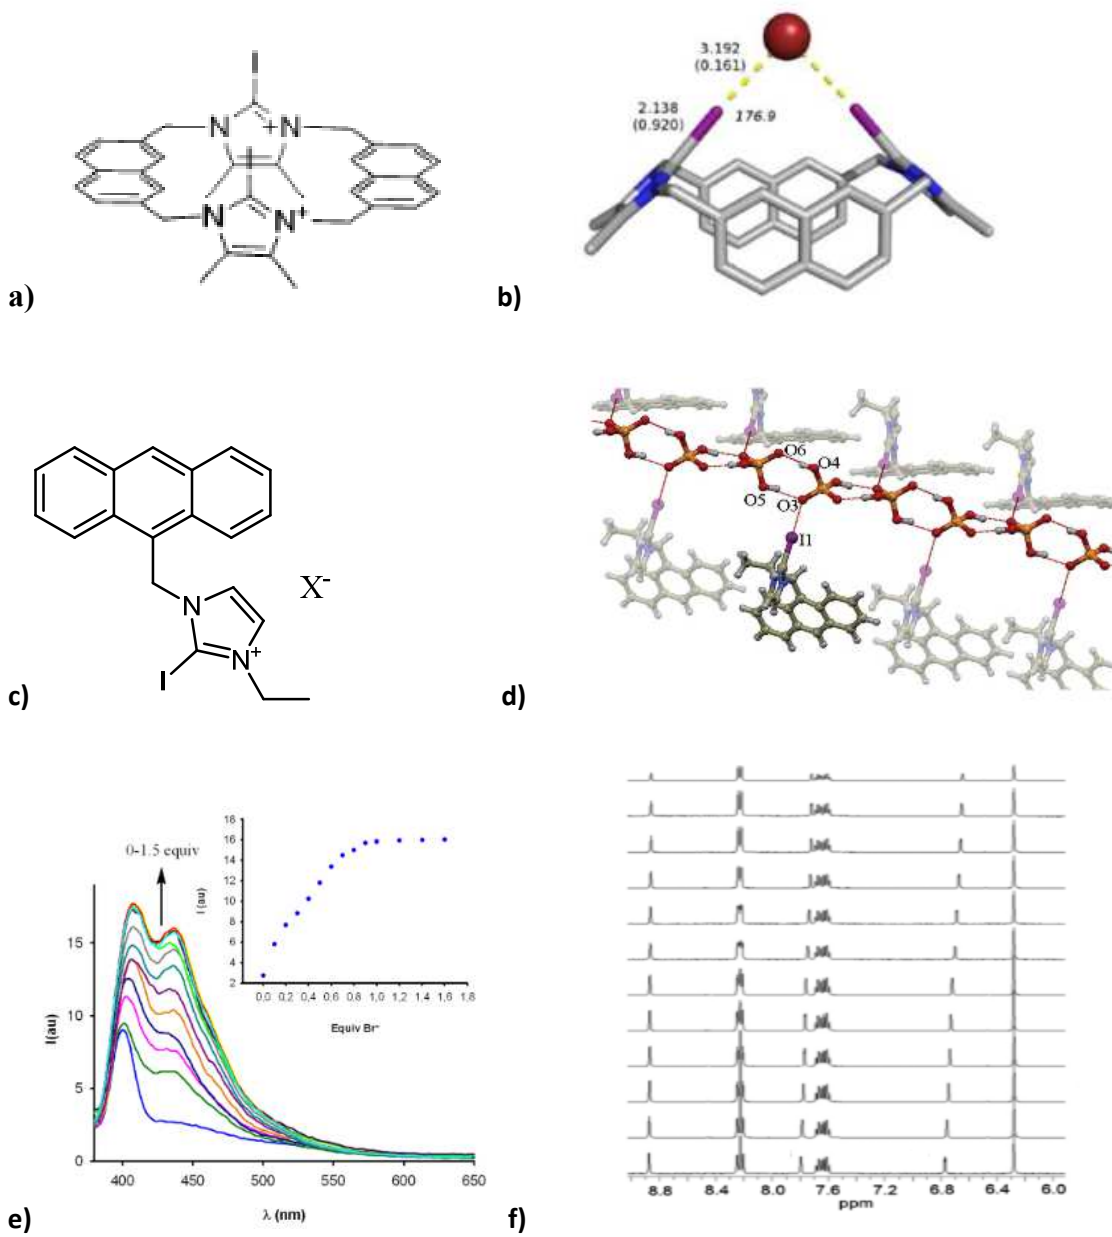 N + N
N N+
a)
3.192
(0.161)
2.138
(0.920)
176.9
b)
N
N+
I
X-
c)
O6
O4
O5
O3
I1
d)
0-1.5 equiv
I(au)
15
10
5
0
400 450 500 550 600 650
λ (nm)
I (au)
18
16
14
12
10
8
6
4
2
0,0 0,2 0,4 0,6 0,8 1,0 1,2 1,4 1,6 1,8
Equiv Br-
e)
8.8 8.4 8.0 7.6 7.2 6.8 6.4 6.0
ppm
f)